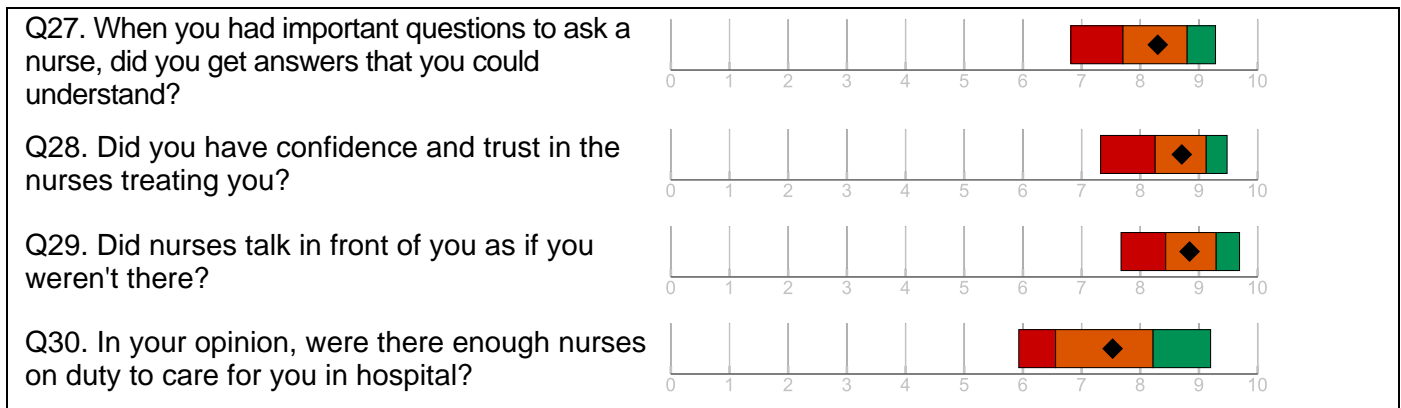 Q27. When you had important questions to ask a
nurse, did you get answers that you could
understand?
0 1 2 3 4 5 6 7 8 9 10
Q28. Did you have confidence and trust in the
nurses treating you?
0 1 2 3 4 5 6 7 8 9 10
Q29. Did nurses talk in front of you as if you
weren't there?
0 1 2 3 4 5 6 7 8 9 10
Q30. In your opinion, were there enough nurses
on duty to care for you in hospital?
0 1 2 3 4 5 6 7 8 9 10